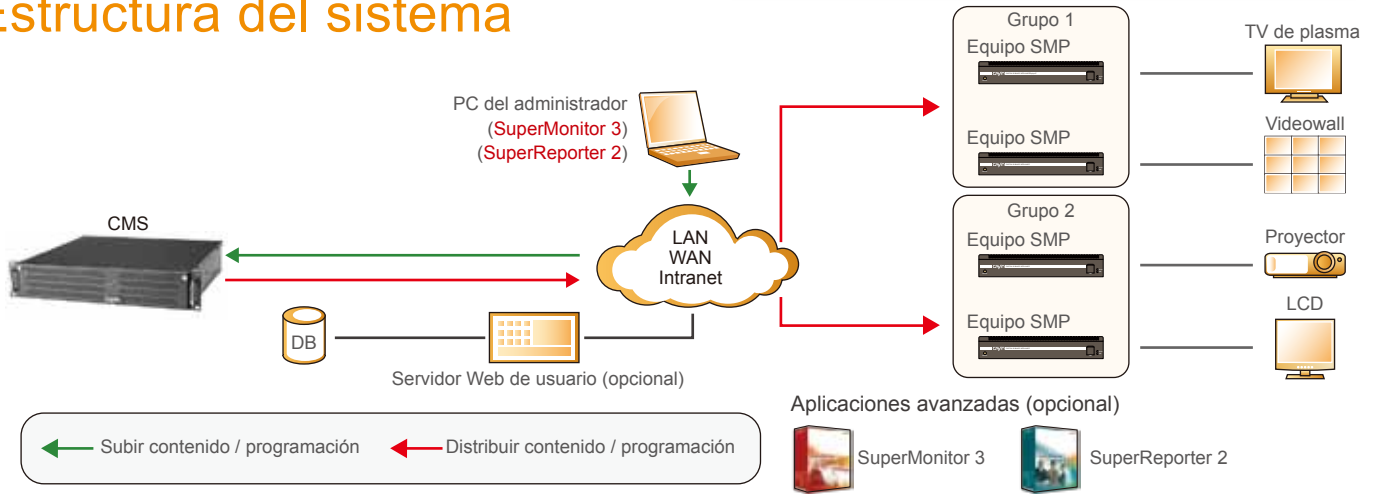 Estructura del sistema
PC del administrador
(SuperMonitor 3)
(SuperReporter 2)
CMS
LAN
WAN
Intranet
DB
Servidor Web de usuario (opcional)
Grupo 1
Equipo SMP
Equipo SMP
Grupo 2
Equipo SMP
Equipo SMP
TV de plasma
Videowall
Proyector
LCD
Subir contenido / programación
Distribuir contenido / programación
Aplicaciones avanzadas (opcional)
SuperMonitor 3
SuperReporter 2